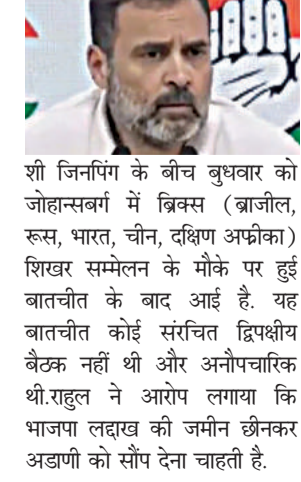 शी जिनपिंग के बीच बुधवार को
जोहान्सबर्ग में ब्रिक्स (ब्राजील,
रूस, भारत, चीन, दक्षिण अफ्रीका)
शिखर सम्मेलन के मौके पर हुई
बातचीत के बाद आई है. यह
बातचीत कोई संरचित द्विपक्षीय
बैठक नहीं थी और अनौपचारिक
थी.राहुल ने आरोप लगाया कि
भाजपा लद्दाख की जमीन छीनकर
अडाणी को सौंप देना चाहती है.